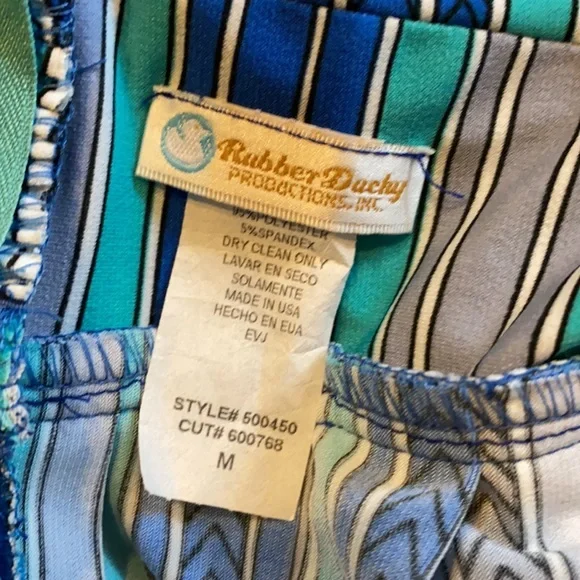 Rubber Ducky
PRODUCTIONS, INC.
95%POLYESTER
5%SPANDEX
DRY CLEAN ONLY
LAVAR EN SECO
SOLAMENTE
MADE IN USA
HECHO EN EUA
EVJ
STYLE# 500450
CUT# 600768
M